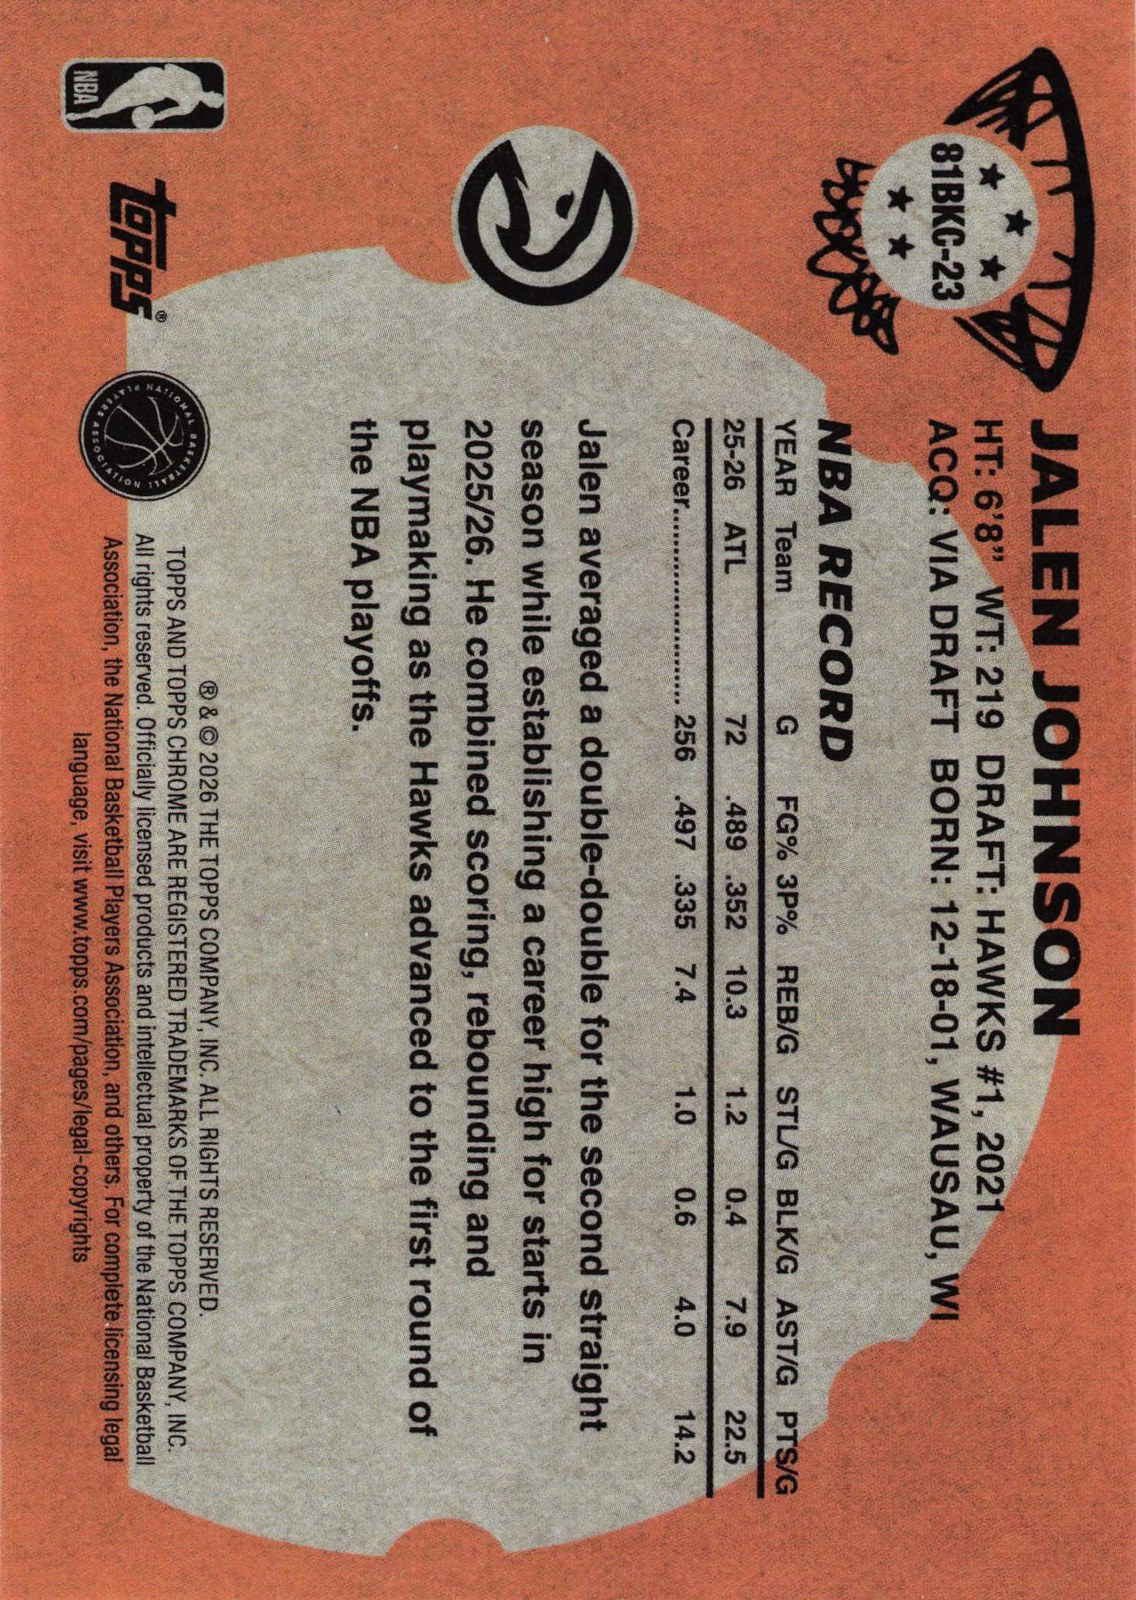 81BKC-23
JALEN JOHNSON
HT: 6'8" WT: 219 DRAFT: HAWKS #1, 2021
ACQ: VIA DRAFT BORN: 12-18-01, WAUSAU, WI
NBA RECORD
YEAR Team G FG% 3P% REB/G STL/G BLK/G AST/G PTS/G
25-26 ATL 72 .489 .352 10.3 1.2 0.4 7.9 22.5
Career........................ 256 .497 .335 7.4 1.0 0.6 4.0 14.2
Jalen averaged a double-double for the second straight
season while establishing a career high for starts in
2025/26. He combined scoring, rebounding and
playmaking as the Hawks advanced to the first round of
the NBA playoffs.
NBA
topps®
NATIONAL BASKETBALL PLAYERS ASSOCIATION
® & © 2026 THE TOPPS COMPANY, INC. ALL RIGHTS RESERVED.
TOPPS AND TOPPS CHROME ARE REGISTERED TRADEMARKS OF THE TOPPS COMPANY, INC.
All rights reserved. Officially licensed products and intellectual property of the National Basketball
Association, the National Basketball Players Association, and others. For complete licensing legal
language, visit www.topps.com/pages/legal-copyrights